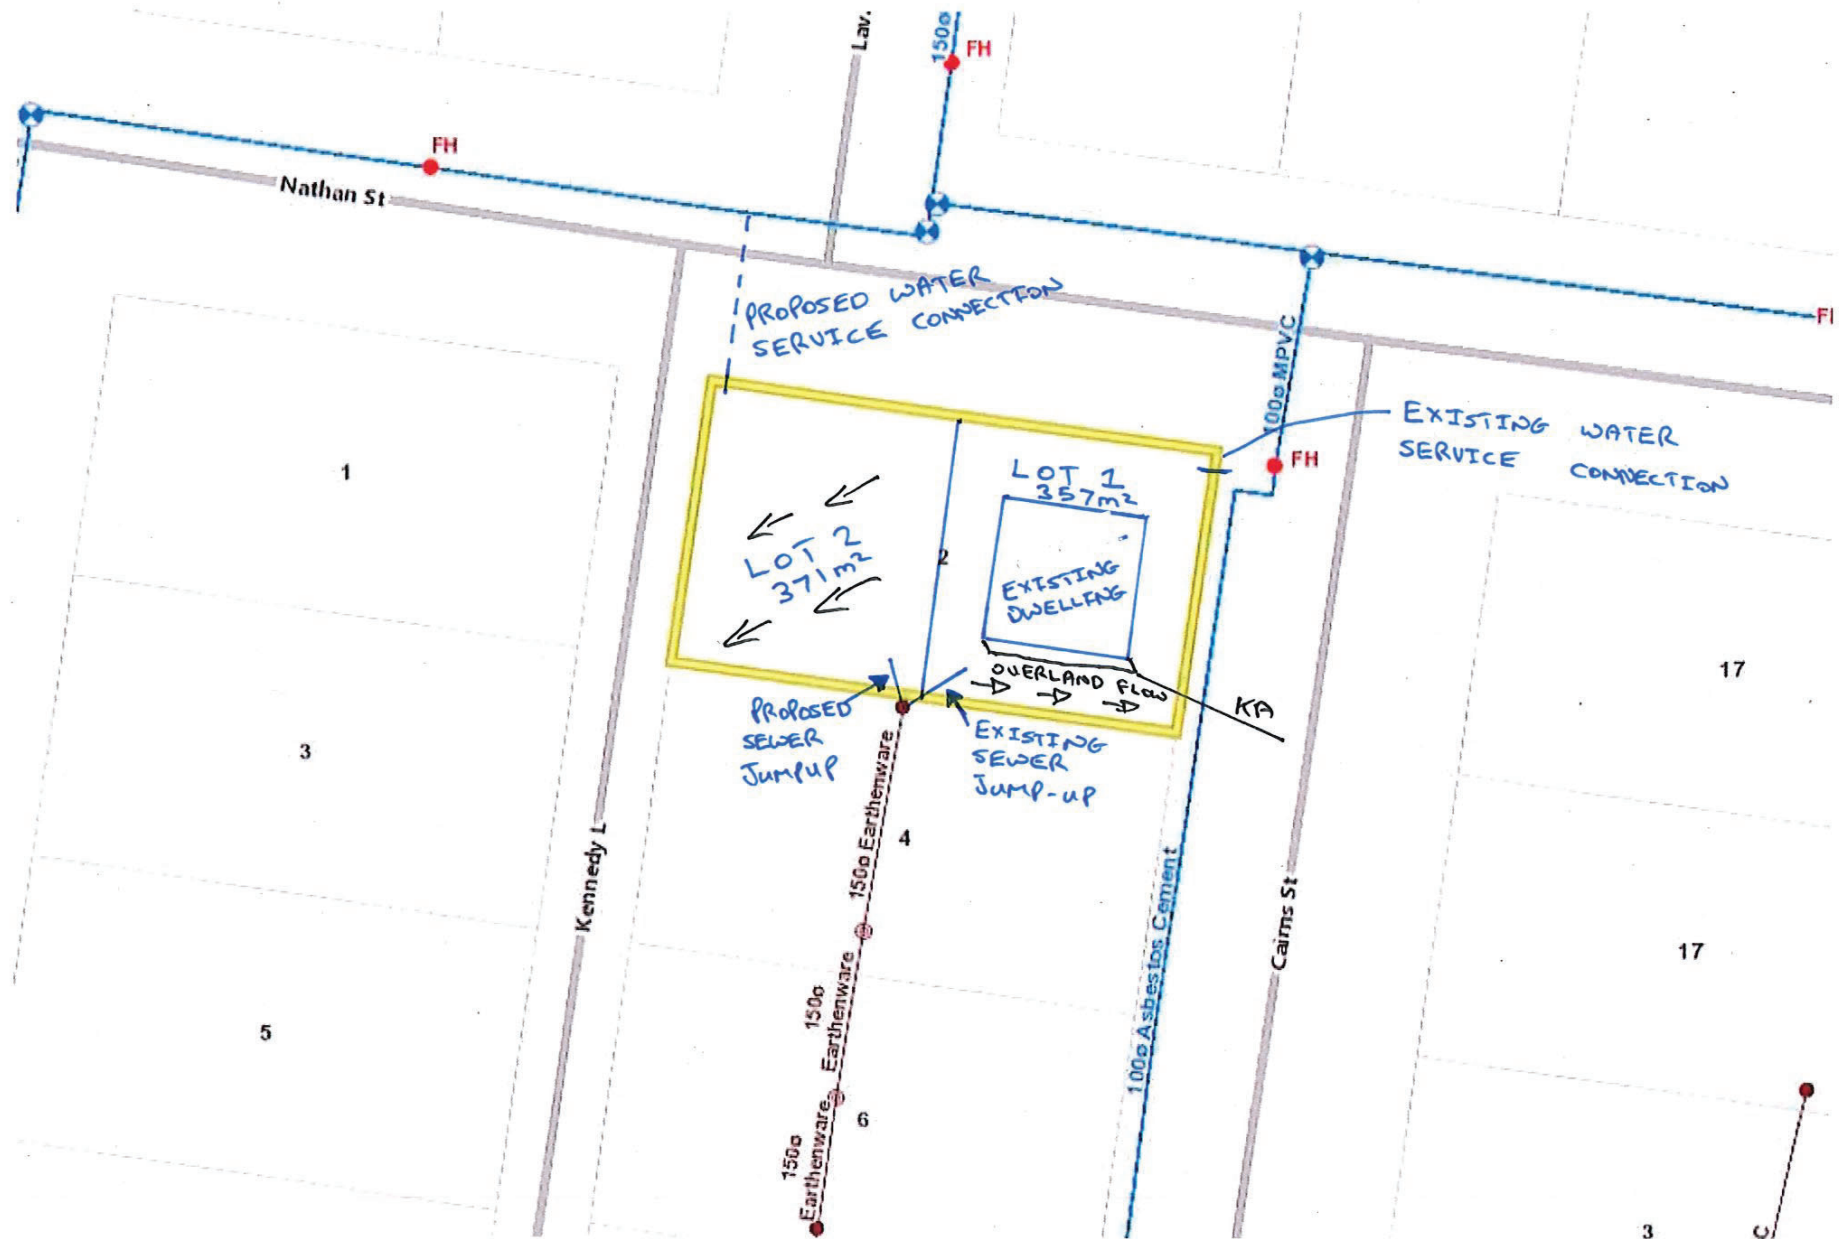 Lav.
150ø
FH
FH
Nathan St
PROPOSED WATER
SERVICE CONNECTION
100ø MPVC
FH
EXISTING WATER
SERVICE CONNECTION
FH
1
LOT 1
357m²
2
LOT 2
371m²
EXISTING
DWELLING
OVERLAND FLOW
KA
17
PROPOSED
SEWER
JUMPUP
EXISTING
SEWER
JUMP-UP
3
4
150ø Earthenware
Kennedy L
100ø Asbestos Cement
Cairns St
17
5
150ø
Earthenware
6
150ø
Earthenware
3
C